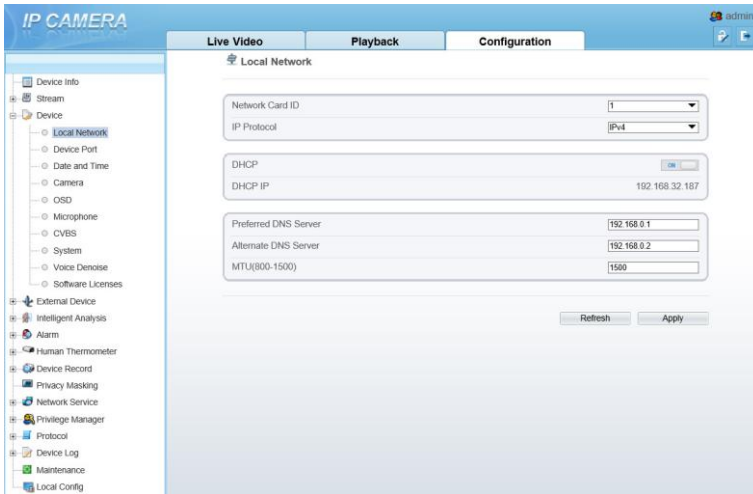 IP CAMERA
admin
Live Video
Playback
Configuration
Local Network
Device Info
Stream
Device
Local Network
Device Port
Date and Time
Camera
OSD
Microphone
CVBS
System
Voice Denoise
Software Licenses
External Device
Intelligent Analysis
Alarm
Human Thermometer
Device Record
Privacy Masking
Network Service
Privilege Manager
Protocol
Device Log
Maintenance
Local Config
Network Card ID 1
IP Protocol IPv4
DHCP ON
DHCP IP 192.168.32.187
Preferred DNS Server 192.168.0.1
Alternate DNS Server 192.168.0.2
MTU(800-1500) 1500
Refresh
Apply